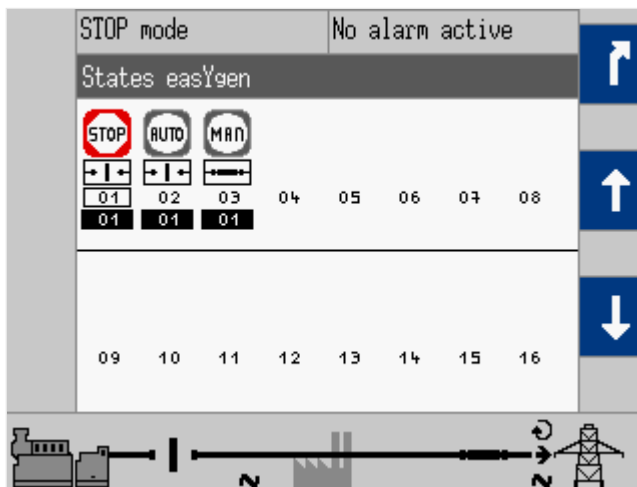 STOP mode No alarm active
States easYgen
STOP AUTO MAN
01 02 03 04 05 06 07 08
01 01 01
09 10 11 12 13 14 15 16